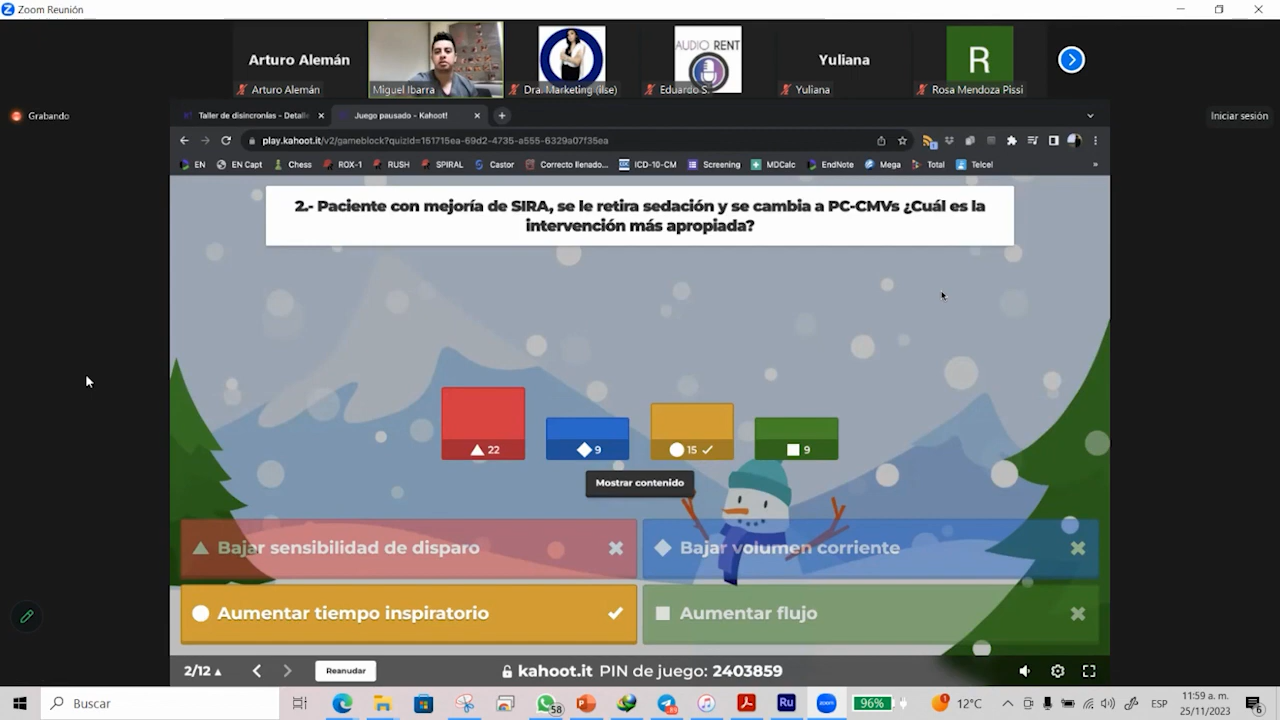 Zoom Reunión
Arturo Alemán
Arturo Alemán
Miguel Ibarra
Dra. Marketing (ilse)
AUDIO RENT
Eduardo S.
Yuliana
Yuliana
R
Rosa Mendoza Pissi
Grabando
Iniciar sesión
Taller de disincronías - Detalle
Juego pausado - Kahoot!
play.kahoot.it/v2/gameblock?quizId=151715ea-69d2-4735-a555-6329a07f35ea
EN
EN Capt
Chess
ROX-1
RUSH
SPIRAL
Castor
Correcto llenado...
ICD-10-CM
Screening
MDCalc
EndNote
Mega
Total
Telcel
»
2.- Paciente con mejoría de SIRA, se le retira sedación y se cambia a PC-CMVs ¿Cuál es la
intervención más apropiada?
22
9
15
9
Mostrar contenido
Bajar sensibilidad de disparo
Bajar volumen corriente
Aumentar tiempo inspiratorio
Aumentar flujo
2/12
Reanudar
kahoot.it PIN de juego: 2403859
Buscar
58
96%
1
12°C
ESP
11:59 a. m.
25/11/2023
6